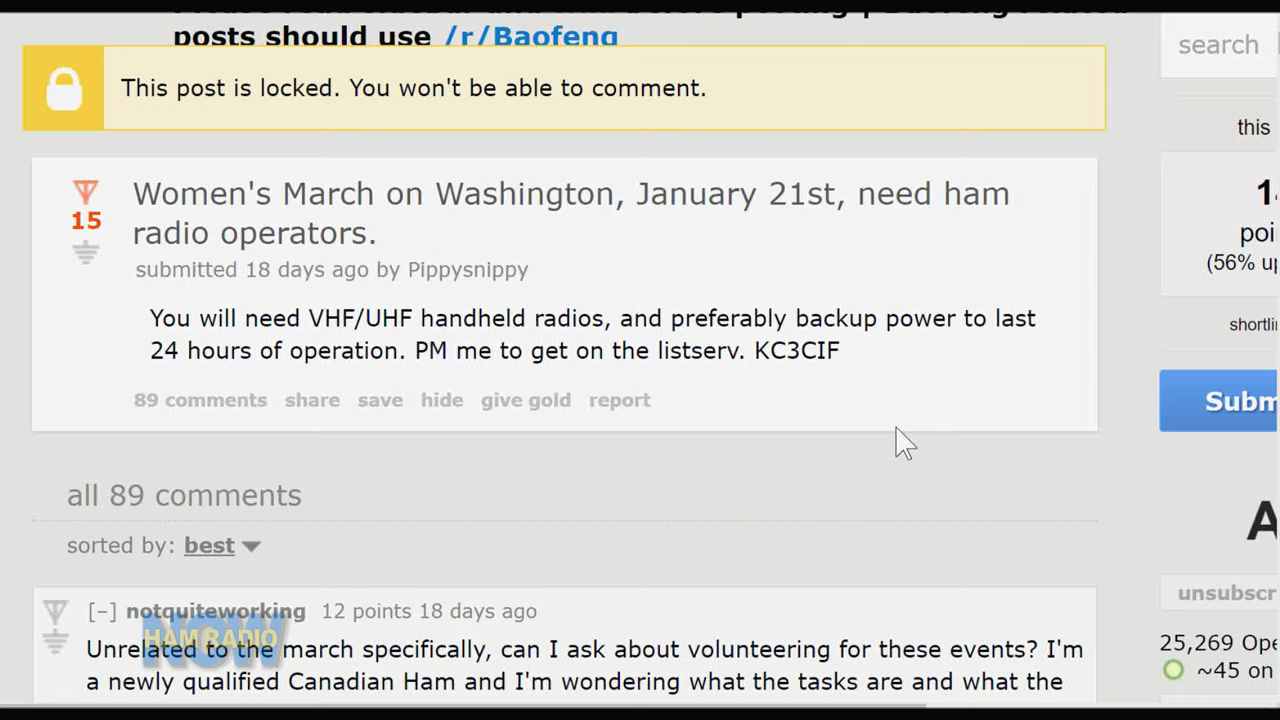 posts should use /r/Baofeng
search
This post is locked. You won't be able to comment.
this
Women's March on Washington, January 21st, need ham
15
radio operators.
poi
(56% up
submitted 18 days ago by Pippysnippy
You will need VHF/UHF handheld radios, and preferably backup power to last
shortlin
24 hours of operation. PM me to get on the listserv. KC3CIF
89 comments share save hide give gold report
Subm
all 89 comments
sorted by: best
A
[–] notquiteworking 12 points 18 days ago
unsubscr
HAM RADIO
NOW
Unrelated to the march specifically, can I ask about volunteering for these events? I'm
25,269 Ope
a newly qualified Canadian Ham and I'm wondering what the tasks are and what the
~45 on